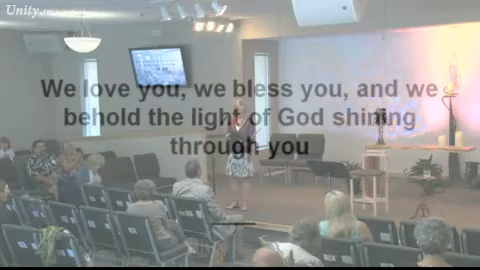 Unity
We love you, we bless you, and we
behold the light of God shining
through you